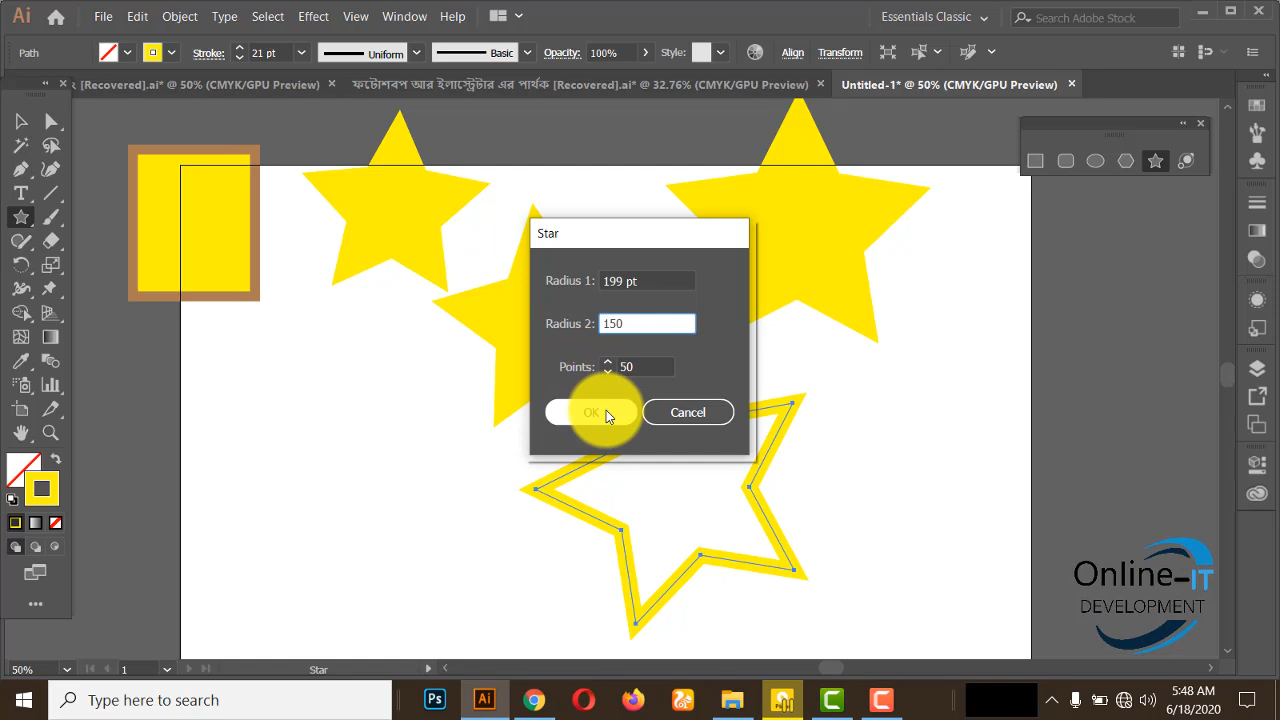 Ai File Edit Object Type Select Effect View Window Help Essentials Classic Search Adobe Stock
Path Stroke: 21 pt Uniform Basic Opacity: 100% Style: Align Transform
[Recovered].ai* @ 50% (CMYK/GPU Preview) ফটোশবপ আর ইলাস্ট্রেটার এর পার্থক [Recovered].ai* @ 32.76% (CMYK/GPU Preview) Untitled-1* @ 50% (CMYK/GPU Preview)
Star
Radius 1: 199 pt
Radius 2: 150
Points: 50
OK Cancel
Online-IT
DEVELOPMENT
50% 1 Star
Type here to search Ps Ai 5:48 AM
6/18/2020